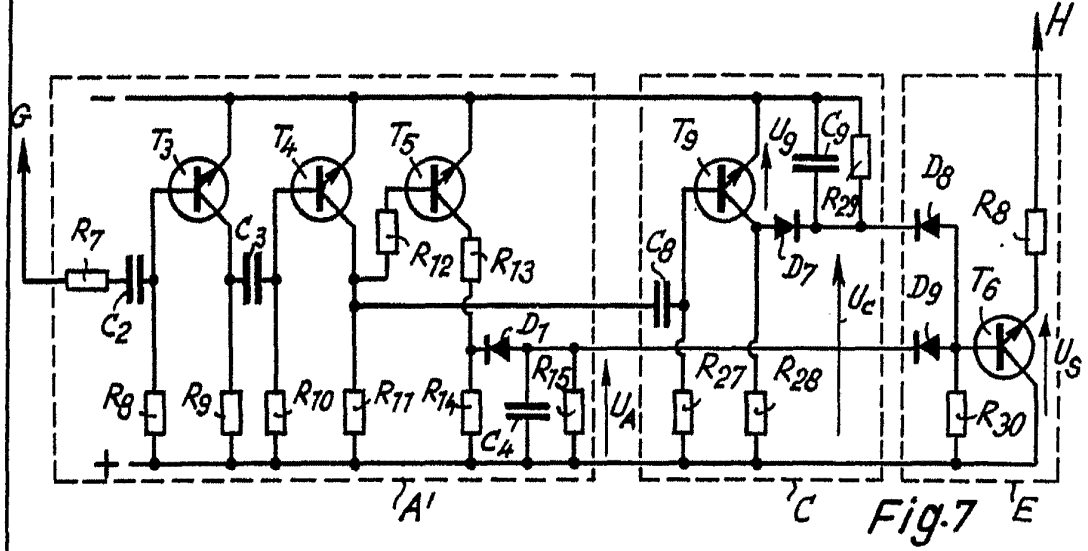 H
G
−
T3
T4
T5
T9
U9
C9
D8
R7
C3
R12
R13
C8
R29
R8
C2
D7
Uc
D9
T6
D1
R8
R9
R10
R11
R14
R15
C4
UA
R27
R28
R30
US
+
A'
C
E
Fig.7